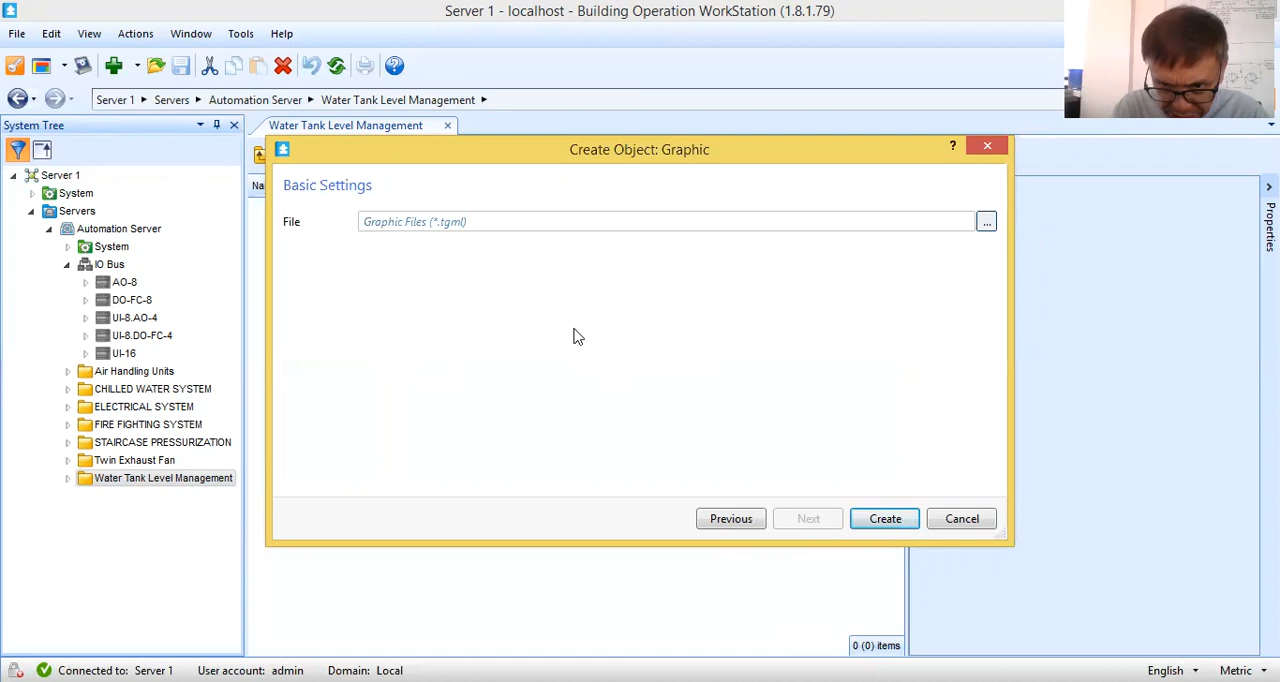 Server 1 - localhost - Building Operation WorkStation (1.8.1.79)
File Edit View Actions Window Tools Help
Server 1 Servers Automation Server Water Tank Level Management
System Tree
Water Tank Level Management
Server 1
System
Servers
Automation Server
System
IO Bus
AO-8
DO-FC-8
UI-8.AO-4
UI-8.DO-FC-4
UI-16
Air Handling Units
CHILLED WATER SYSTEM
ELECTRICAL SYSTEM
FIRE FIGHTING SYSTEM
STAIRCASE PRESSURIZATION
Twin Exhaust Fan
Water Tank Level Management
Na
Create Object: Graphic
?
Basic Settings
File Graphic Files (*.tgml) ...
Previous Next Create Cancel
Properties
0 (0) items
Connected to: Server 1 User account: admin Domain: Local English Metric